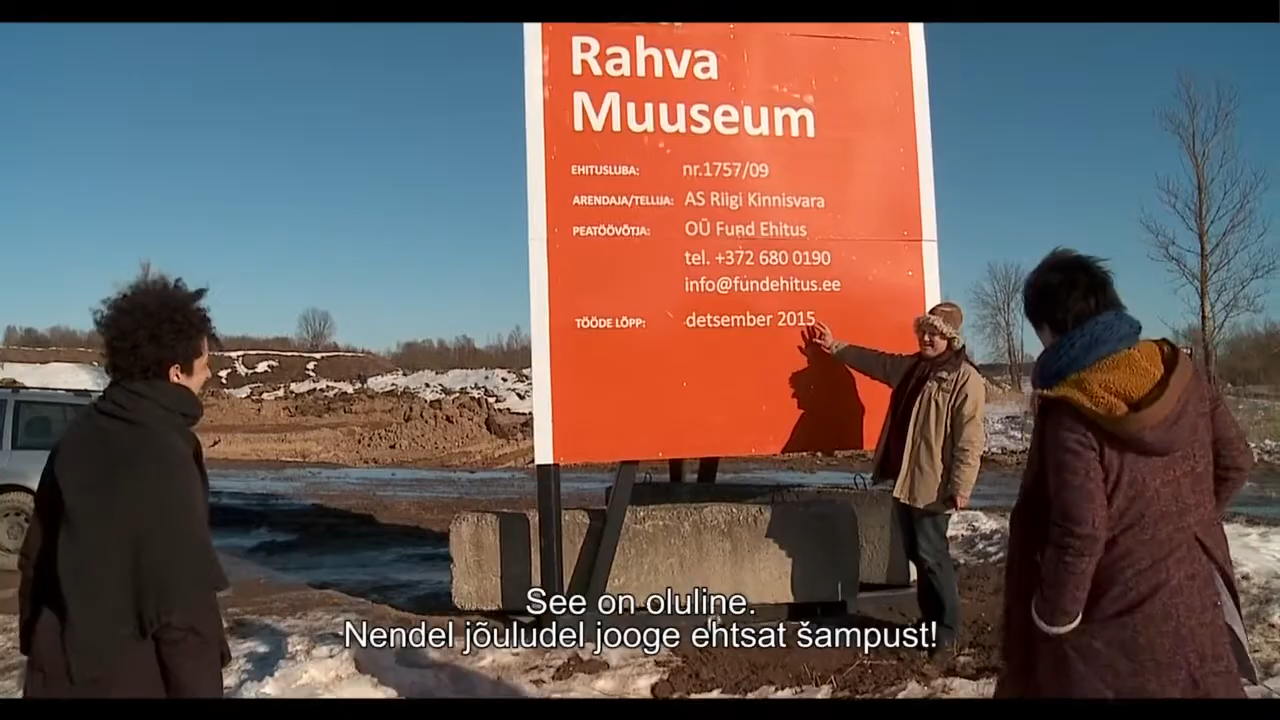 Rahva
Muuseum
EHITUSLUBA: nr.1757/09
ARENDAJA/TELLIJA: AS Riigi Kinnisvara
PEATÖÖVÕTJA: OÜ Fund Ehitus
tel. +372 680 0190
info@fundehitus.ee
TÖÖDE LÕPP: detsember 2015
See on oluline.
Nendel jõuludel jooge ehtsat šampust!